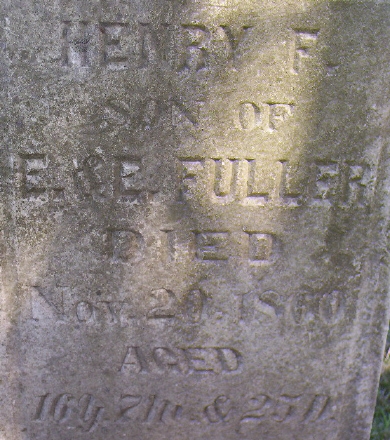 HENRY F.
SON OF
E. & E. FULLER
DIED
Nov. 20. 1860
AGED
16y. 7m. & 25D.